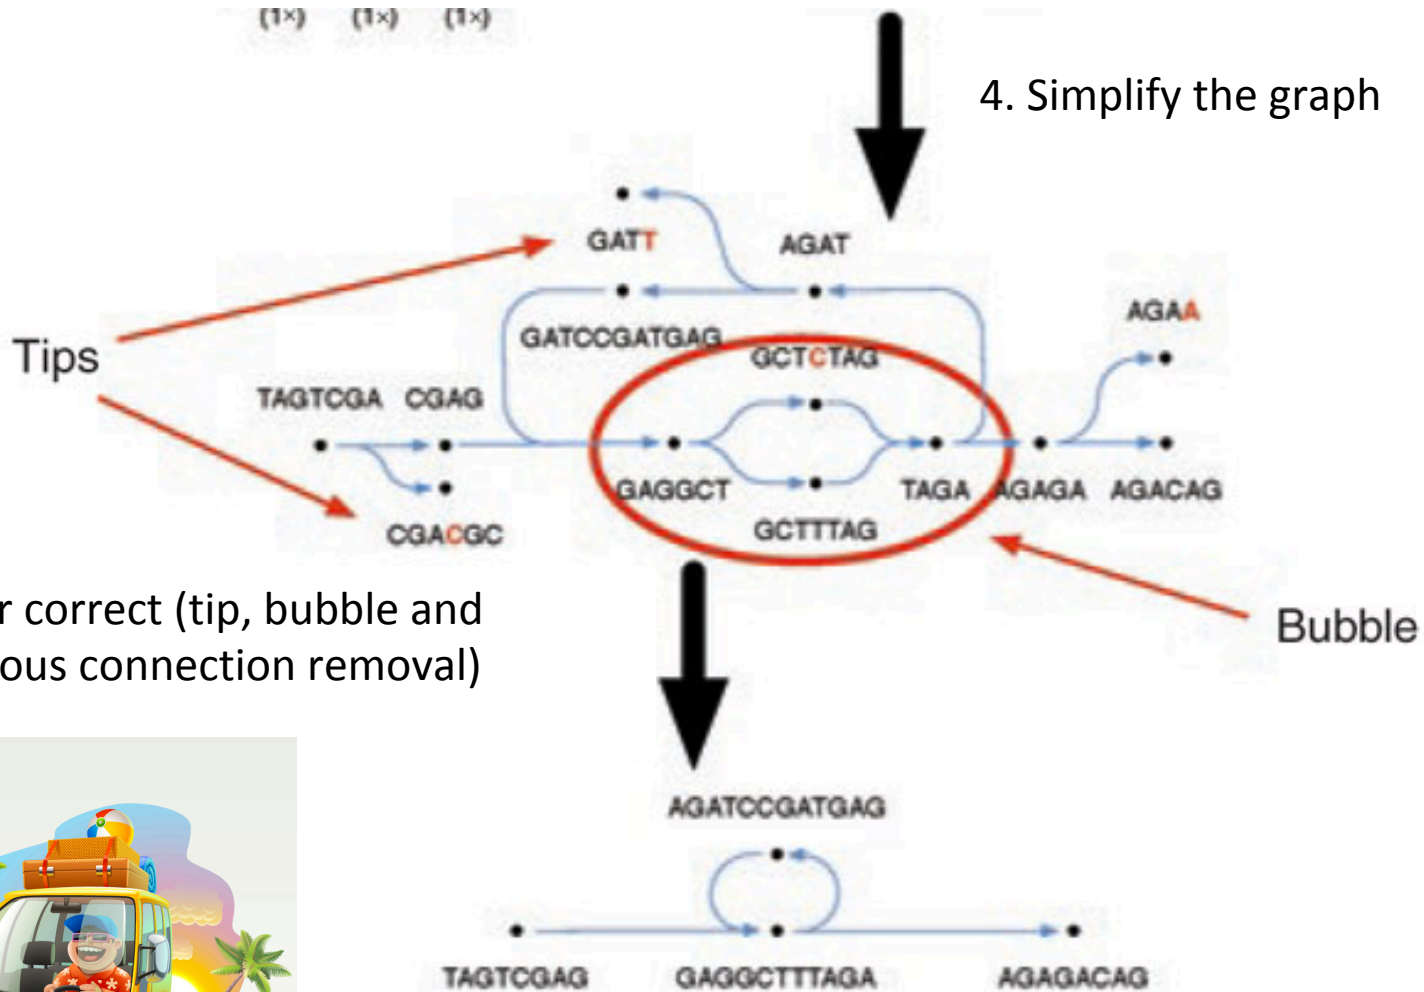 (1×) (1×) (1×)
4. Simplify the graph
GATT AGAT
AGAA
GATCCGATGAG
GCTCTAG
Tips
TAGTCGA CGAG
GAGGCT TAGA AGAGA AGACAG
GCTTTAG
CGACGC
r correct (tip, bubble and
Bubble
ous connection removal)
AGATCCGATGAG
TAGTCGAG GAGGCTTTAGA AGAGACAG